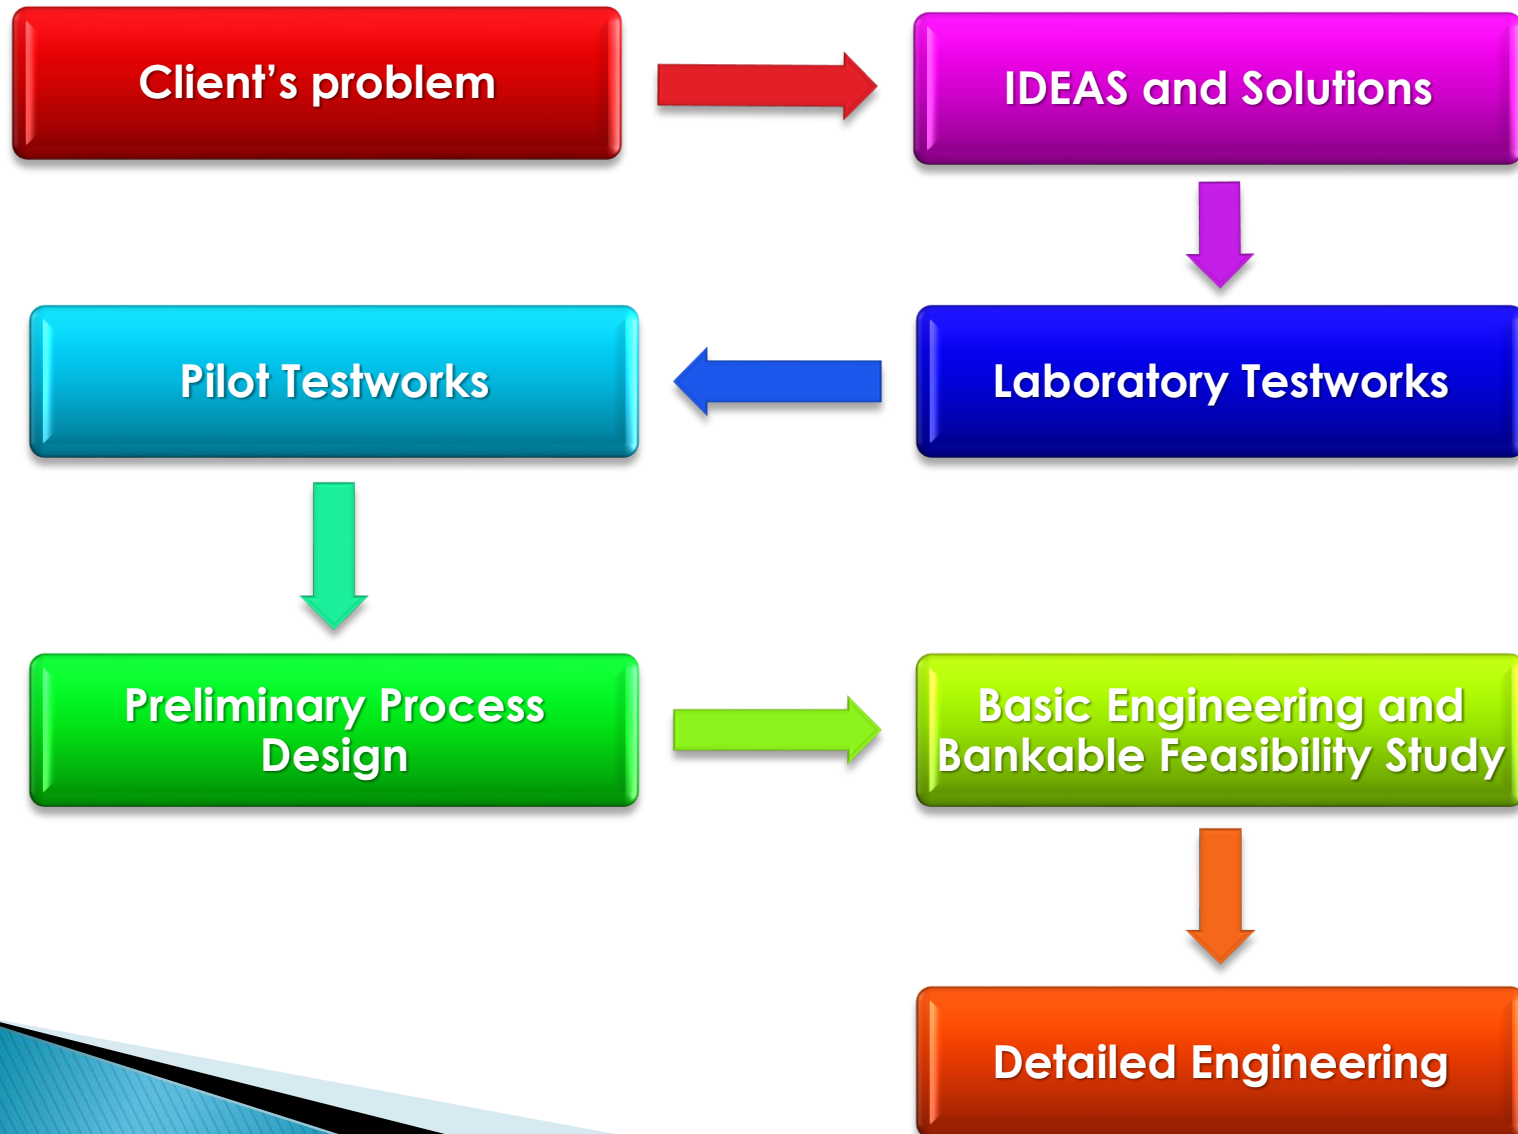 Client’s problem
IDEAS and Solutions
Laboratory Testworks
Pilot Testworks
Preliminary Process
Design
Basic Engineering and
Bankable Feasibility Study
Detailed Engineering